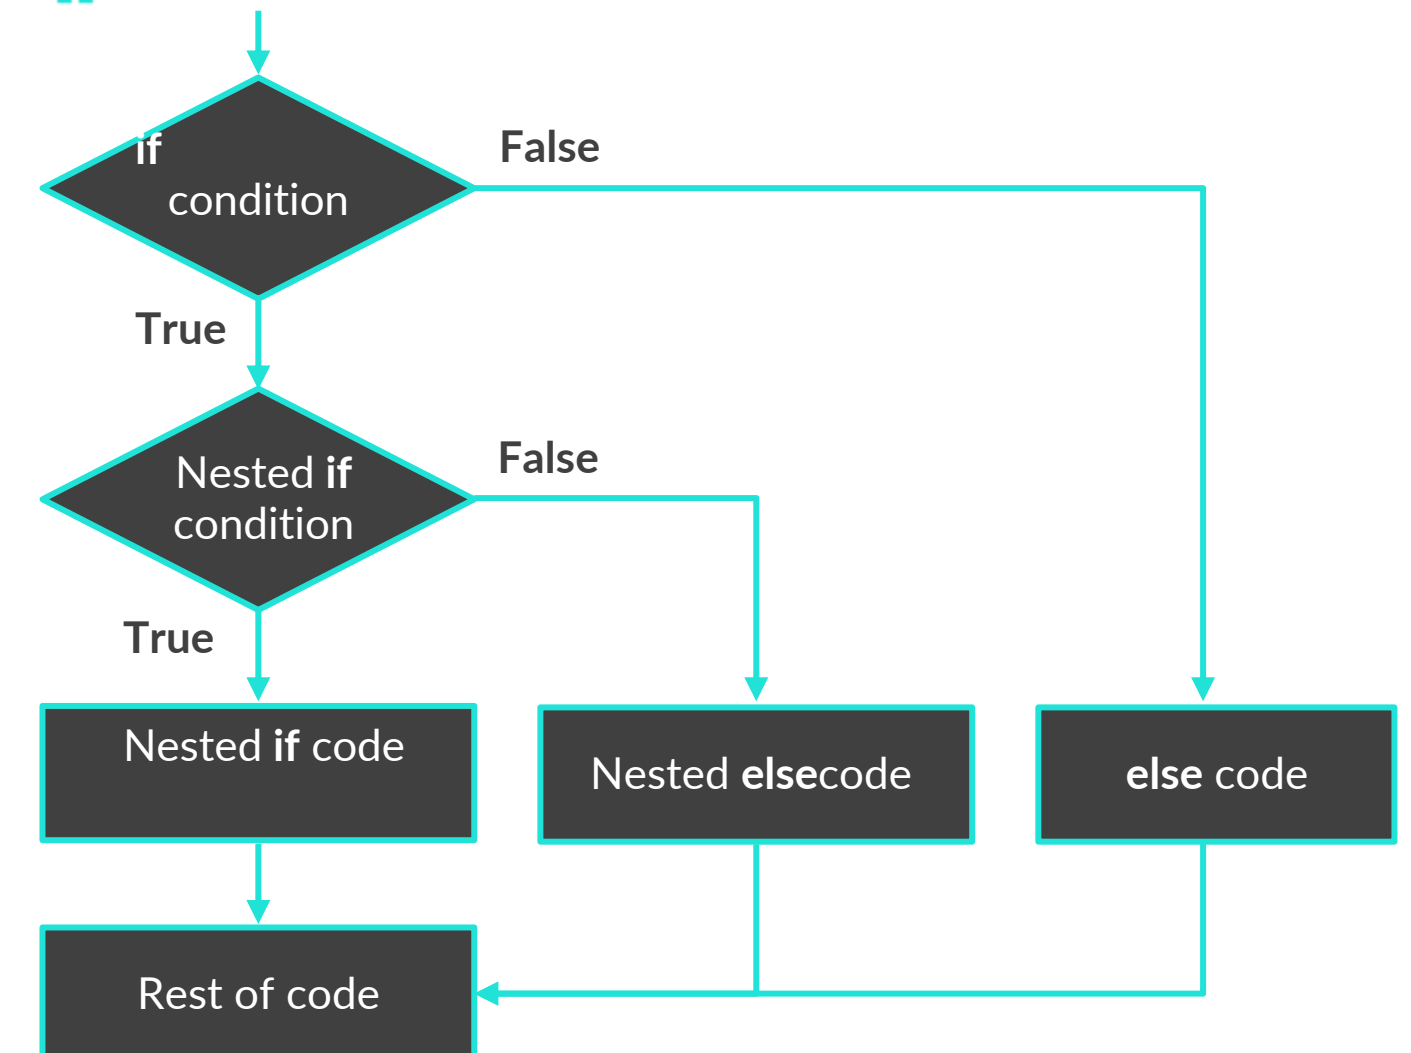 if
condition
False
True
Nested if
condition
False
True
Nested if code
Nested elsecode
else code
Rest of code